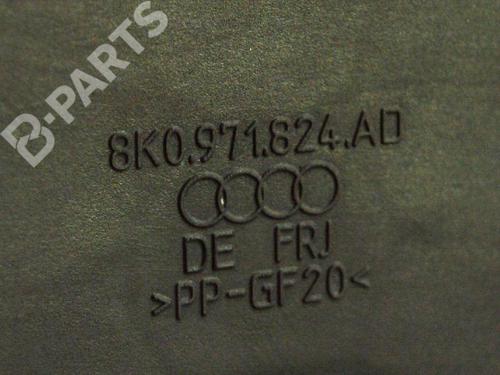 B-PARTS
8K0.971.824.AD
DE FRJ
>PP-GF20<